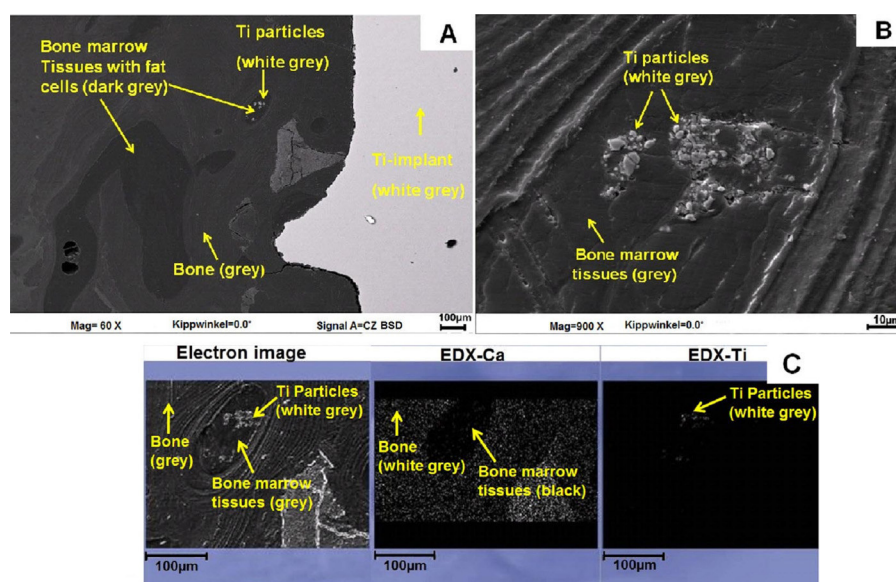 A
Bone marrow
Tissues with fat
cells (dark grey)
Ti particles
(white grey)
Ti-implant
(white grey)
Bone (grey)
100µm
Mag= 60 X Kippwinkel=0.0° Signal A=CZ BSD
B
Ti particles
(white grey)
Bone marrow
tissues (grey)
10µm
Mag=900 X Kippwinkel=0.0°
C
Electron image
Ti Particles
(white grey)
Bone
(grey)
Bone marrow
tissues (grey)
100µm
EDX-Ca
Bone
(white grey)
Bone marrow
tissues (black)
100µm
EDX-Ti
Ti Particles
(white grey)
100µm